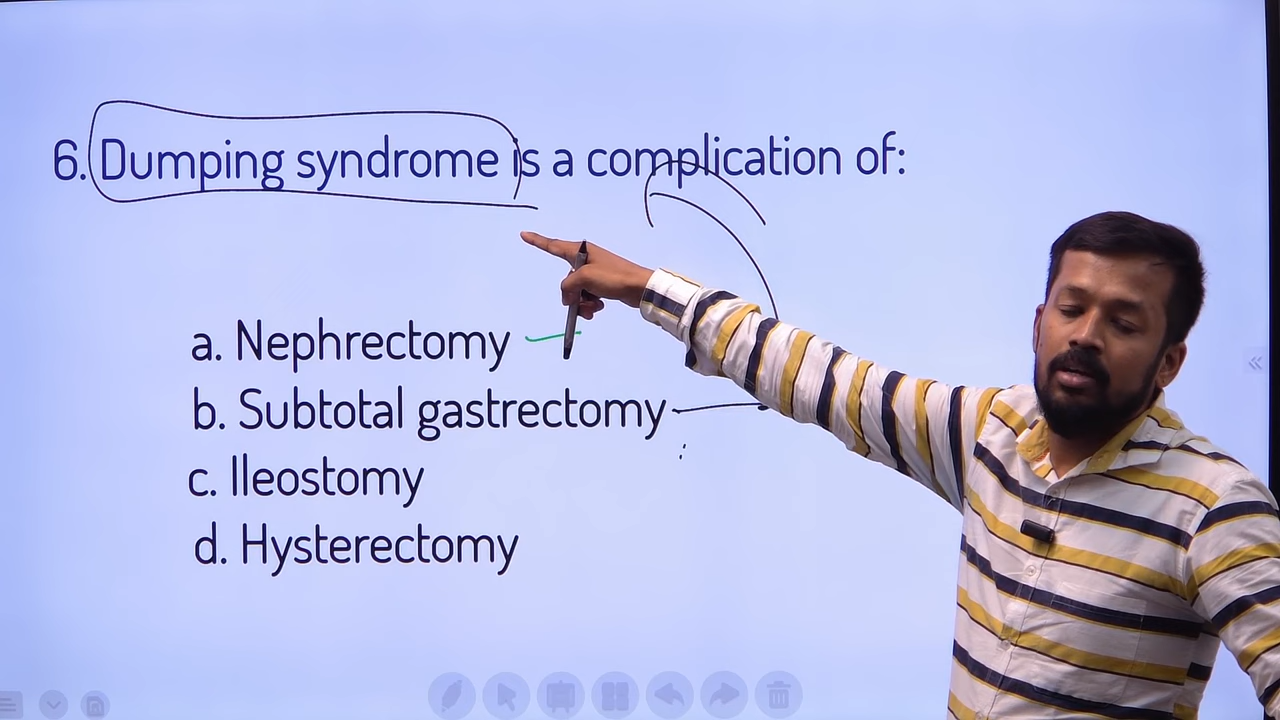 6. Dumping syndrome is a complication of:
a. Nephrectomy
b. Subtotal gastrectomy
c. Ileostomy
d. Hysterectomy